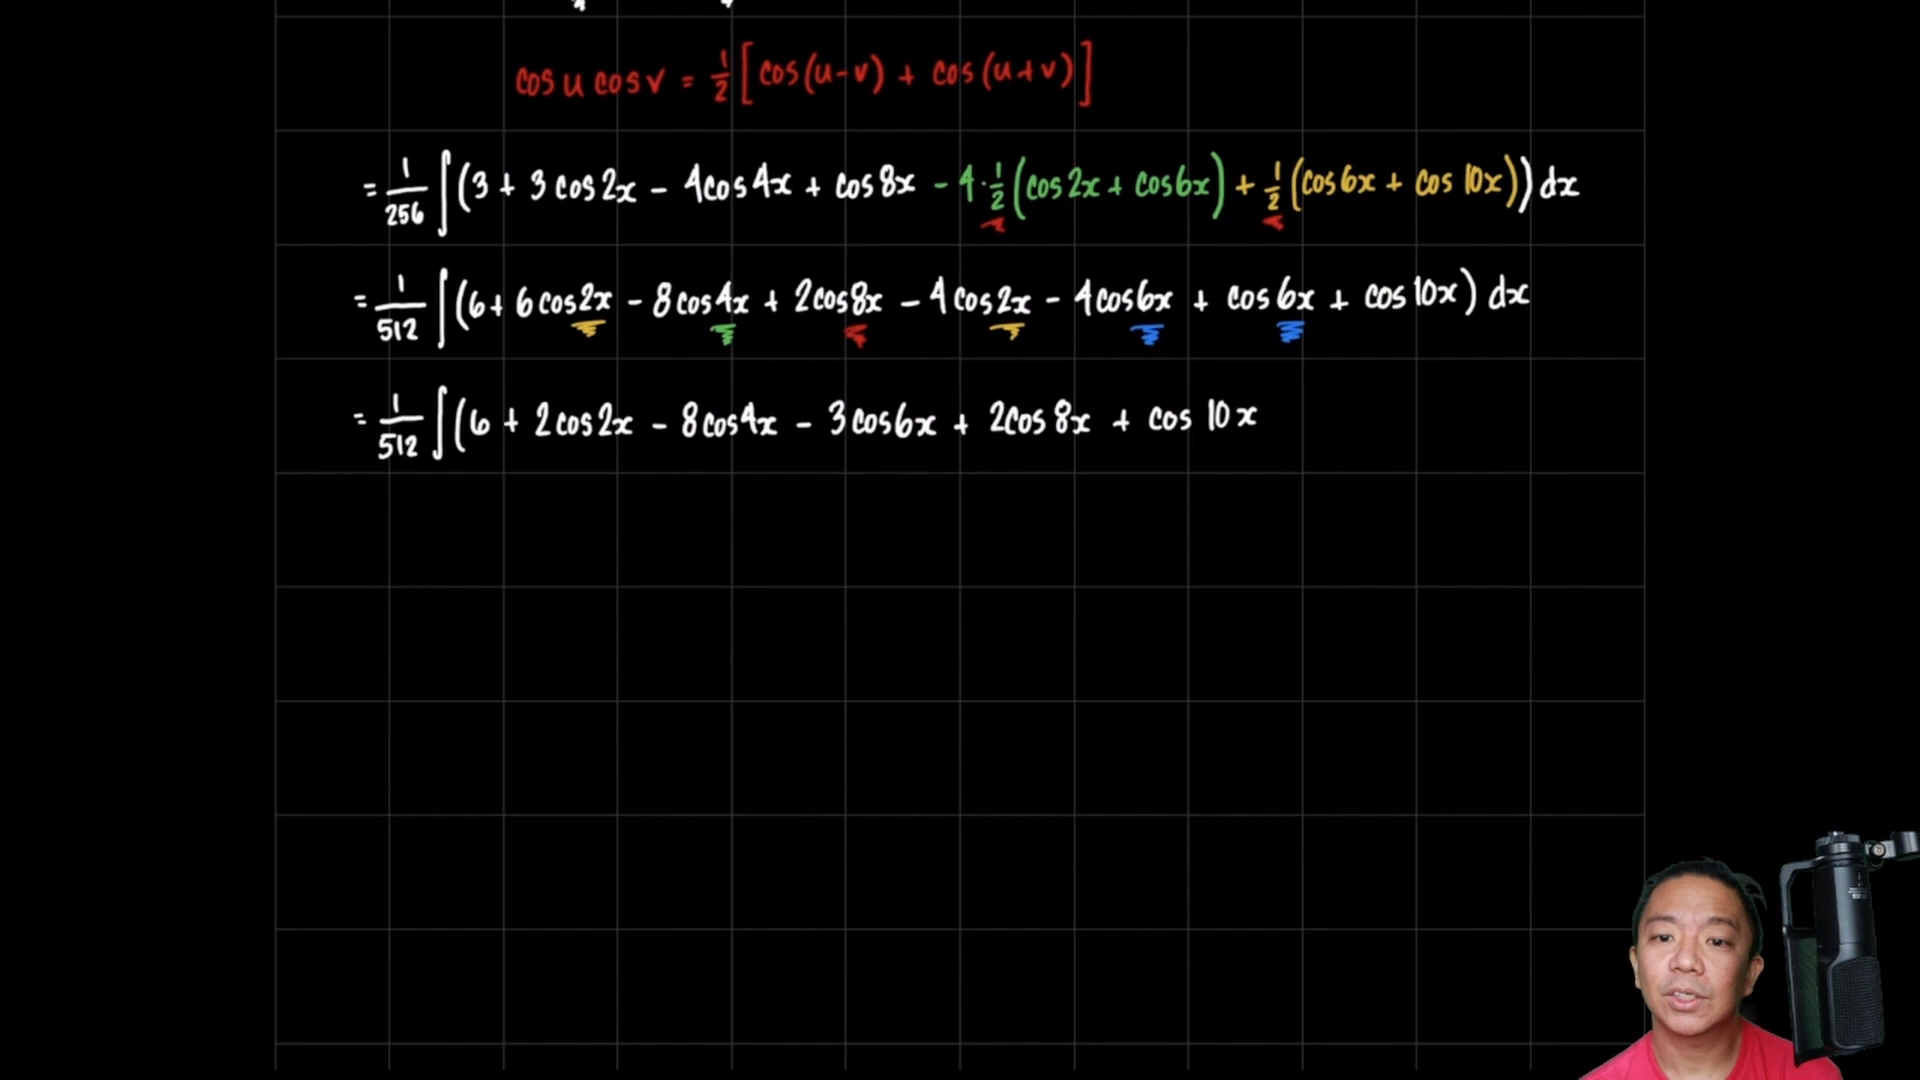 cos u cos v = 1/2 [cos(u-v) + cos(u+v)]
= 1/256 ∫(3 + 3cos2x - 4cos4x + cos8x - 4·1/2(cos2x + cos6x) + 1/2(cos6x + cos10x))dx
= 1/512 ∫(6 + 6cos2x - 8cos4x + 2cos8x - 4cos2x - 4cos6x + cos6x + cos10x) dx
= 1/512 ∫(6 + 2cos2x - 8cos4x - 3cos6x + 2cos8x + cos 10x